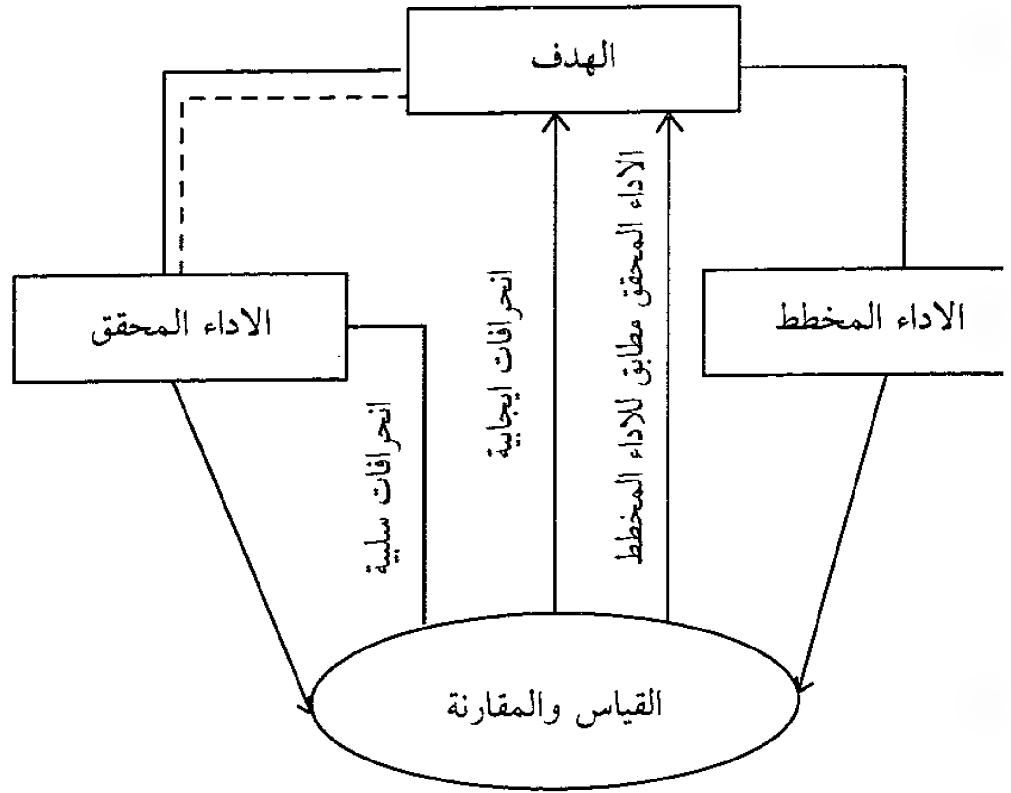 الهدف
الاداء المخطط
الاداء المحقق
الاداء المحقق مطابق للاداء المخطط
انحرافات ايجابية
انحرافات سلبية
القياس والمقارنة